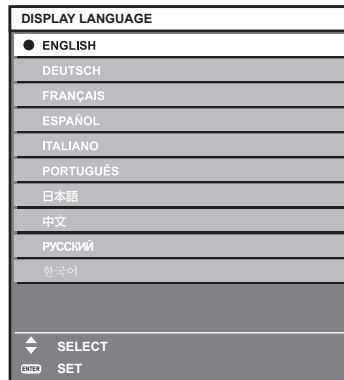 DISPLAY LANGUAGE
ENGLISH
DEUTSCH
FRANÇAIS
ESPAÑOL
ITALIANO
PORTUGUÊS
日本語
中文
РУССКИЙ
한국어
SELECT
ENTER SET